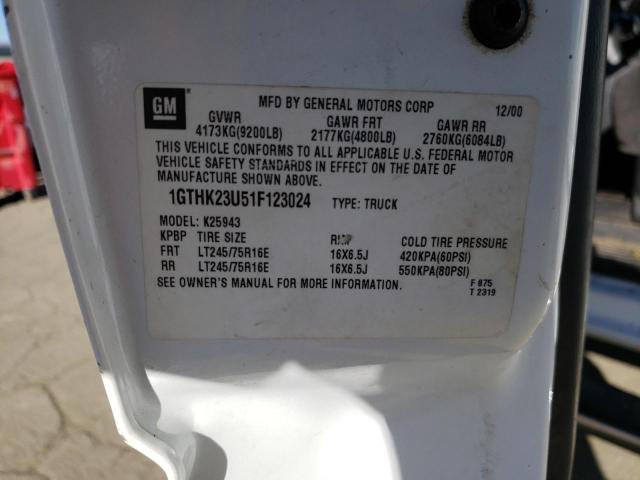 GM
MFD BY GENERAL MOTORS CORP 12/00
GVWR GAWR FRT GAWR RR
4173KG(9200LB) 2177KG(4800LB) 2760KG(6084LB)
THIS VEHICLE CONFORMS TO ALL APPLICABLE U.S. FEDERAL MOTOR
VEHICLE SAFETY STANDARDS IN EFFECT ON THE DATE OF
MANUFACTURE SHOWN ABOVE.
1GTHK23U51F123024 TYPE: TRUCK
MODEL: K25943
KPBP TIRE SIZE COLD TIRE PRESSURE
FRT LT245/75R16E 16X6.5J 420KPA(60PSI)
RR LT245/75R16E 16X6.5J 550KPA(80PSI)
SEE OWNER'S MANUAL FOR MORE INFORMATION.
F 875
T 2319